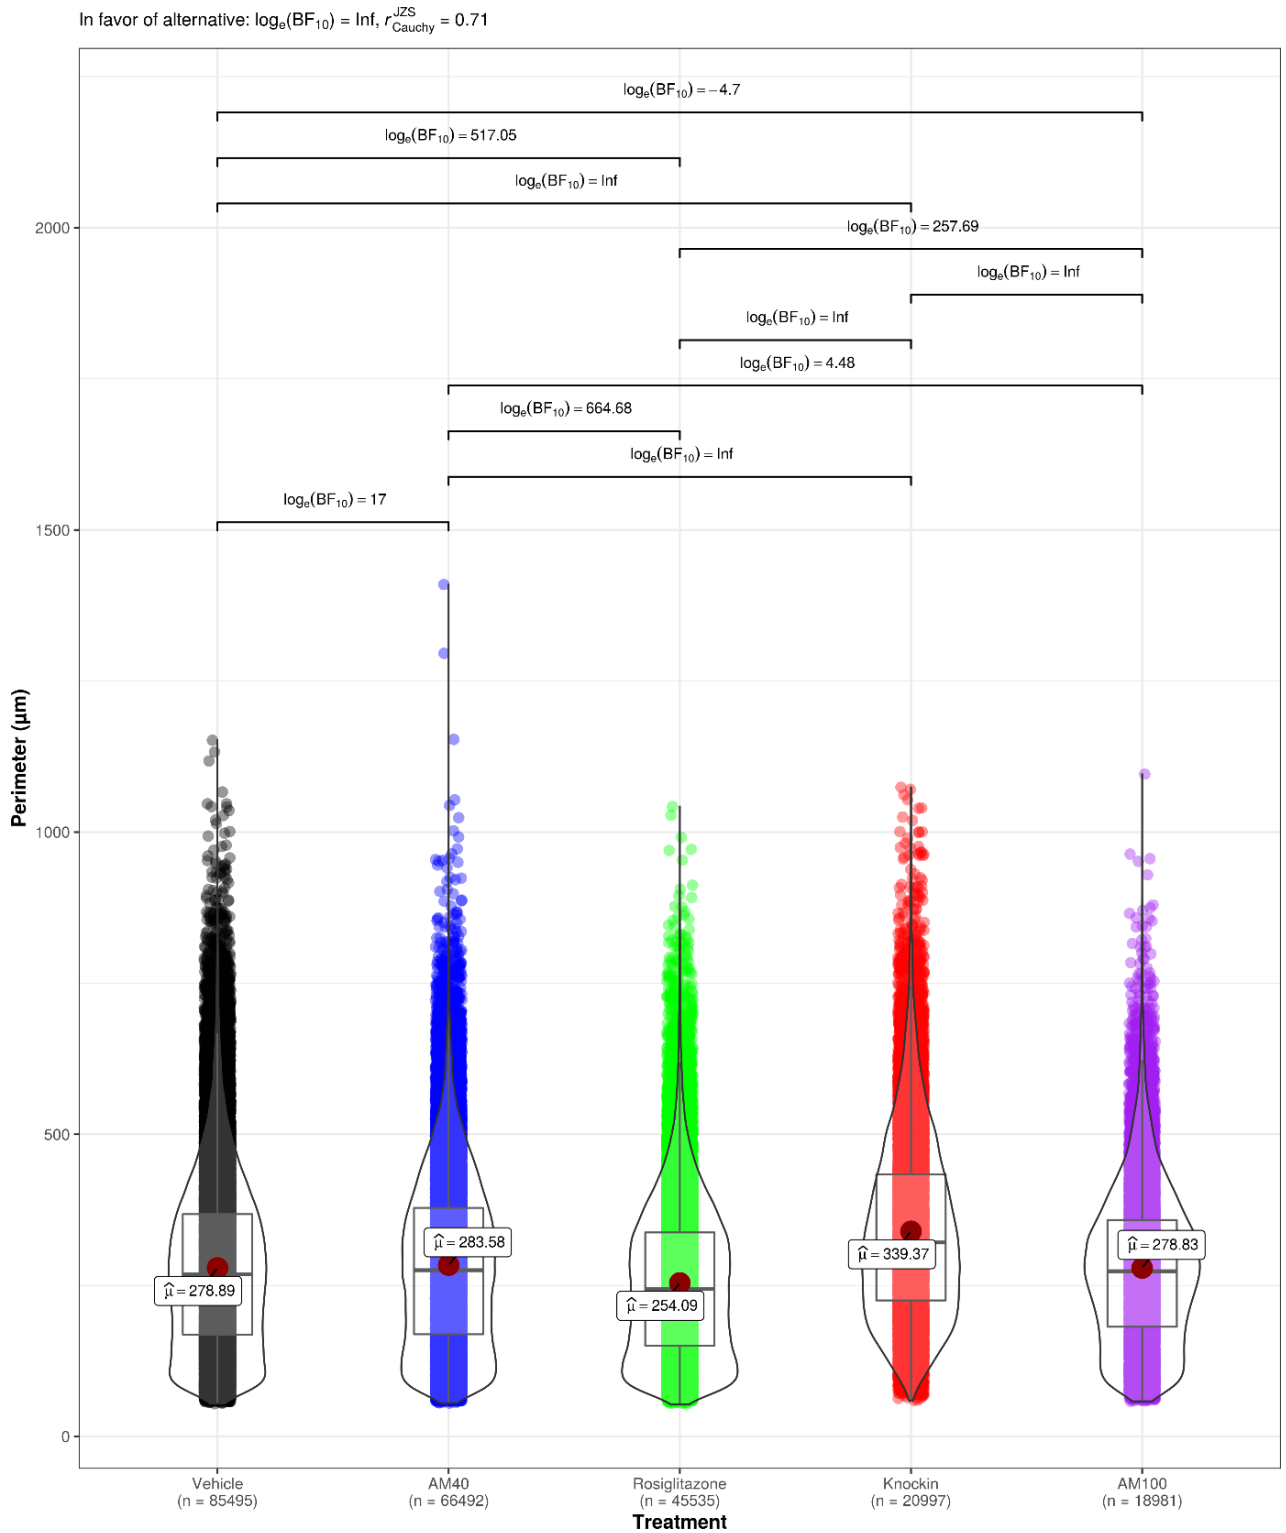 In favor of alternative: logₑ(BF₁₀) = Inf, r^JZS_Cauchy = 0.71
logₑ(BF₁₀) = −4.7
logₑ(BF₁₀) = 517.05
logₑ(BF₁₀) = Inf
logₑ(BF₁₀) = 257.69
logₑ(BF₁₀) = Inf
logₑ(BF₁₀) = Inf
logₑ(BF₁₀) = 4.48
logₑ(BF₁₀) = 664.68
logₑ(BF₁₀) = Inf
logₑ(BF₁₀) = 17
2000
1500
1000
500
0
Perimeter (µm)
μ̂ = 278.89
μ̂ = 283.58
μ̂ = 254.09
μ̂ = 339.37
μ̂ = 278.83
Vehicle
(n = 85495)
AM40
(n = 66492)
Rosiglitazone
(n = 45535)
Knockin
(n = 20997)
AM100
(n = 18981)
Treatment